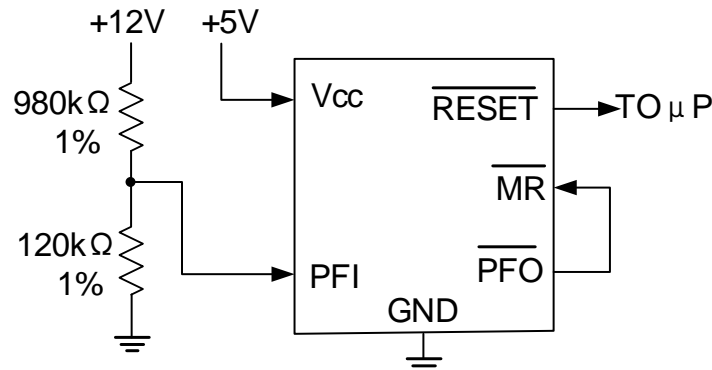 +12V
+5V
980kΩ
1%
Vcc
RESET
TO μP
MR
120kΩ
1%
PFI
PFO
GND